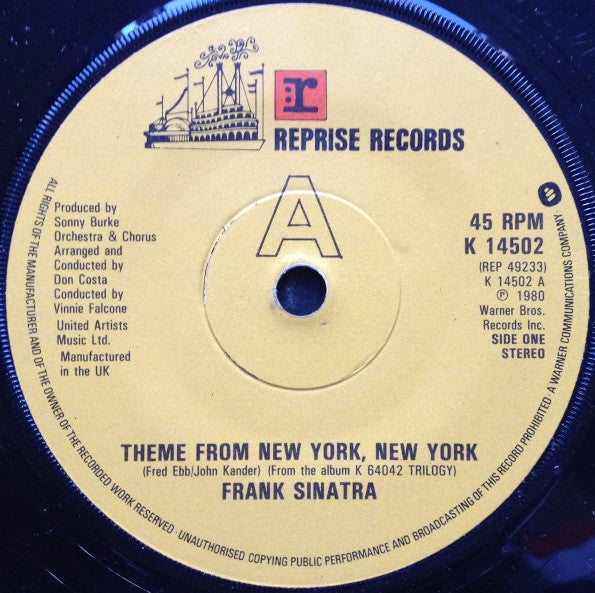 r
REPRISE RECORDS
A
Produced by
Sonny Burke
Orchestra & Chorus
Arranged and
Conducted by
Don Costa
Conducted by
Vinnie Falcone
United Artists
Music Ltd.
Manufactured
in the UK
45 RPM
K 14502
(REP 49233)
K 14502 A
℗ 1980
Warner Bros.
Records Inc.
SIDE ONE
STEREO
THEME FROM NEW YORK, NEW YORK
(Fred Ebb/John Kander) (From the album K 64042 TRILOGY)
FRANK SINATRA
ALL RIGHTS OF THE MANUFACTURER AND OF THE OWNER OF THE RECORDED WORK RESERVED · UNAUTHORISED COPYING PUBLIC PERFORMANCE AND BROADCASTING OF THIS RECORD PROHIBITED · A WARNER COMMUNICATIONS COMPANY